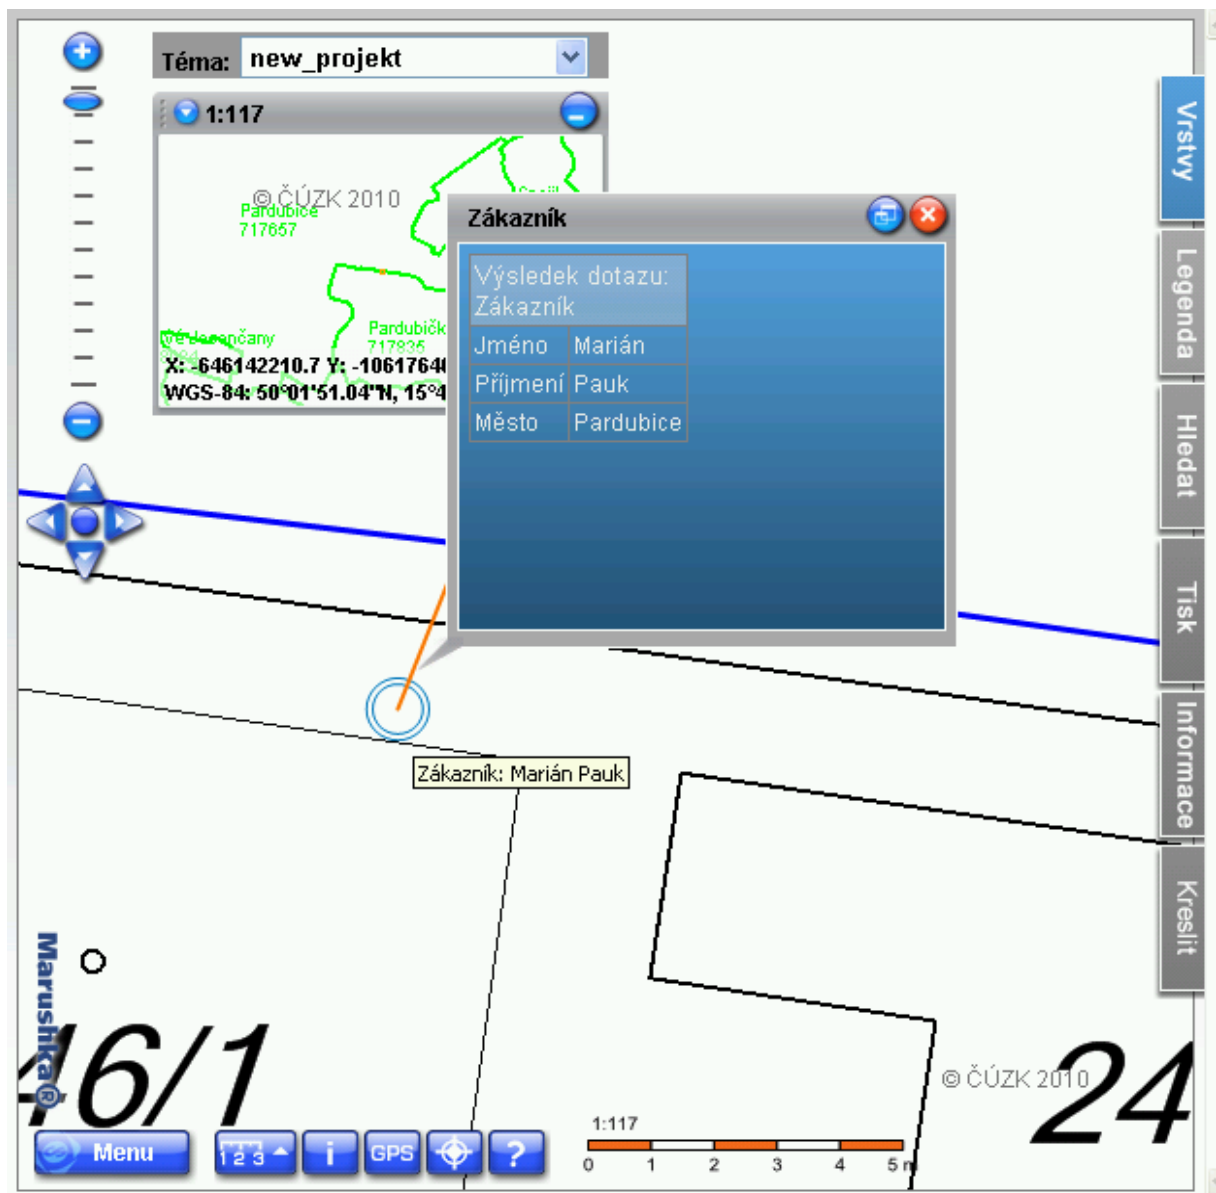 Téma: new_projekt
1:117
© ČÚZK 2010
Pardubice
717657
Pardubičk
717835
X: -646142210.7 Y: -10617646
WGS-84: 50°01'51.04"N, 15°4
Zákazník
Výsledek dotazu:
Zákazník
Jméno Marián
Příjmení Pauk
Město Pardubice
Zákazník: Marián Pauk
Vrstvy
Legenda
Hledat
Tisk
Informace
Kreslit
Marushka®
46/1
24
© ČÚZK 2010
Menu
1 2 3
i
GPS
?
1:117
0 1 2 3 4 5 m